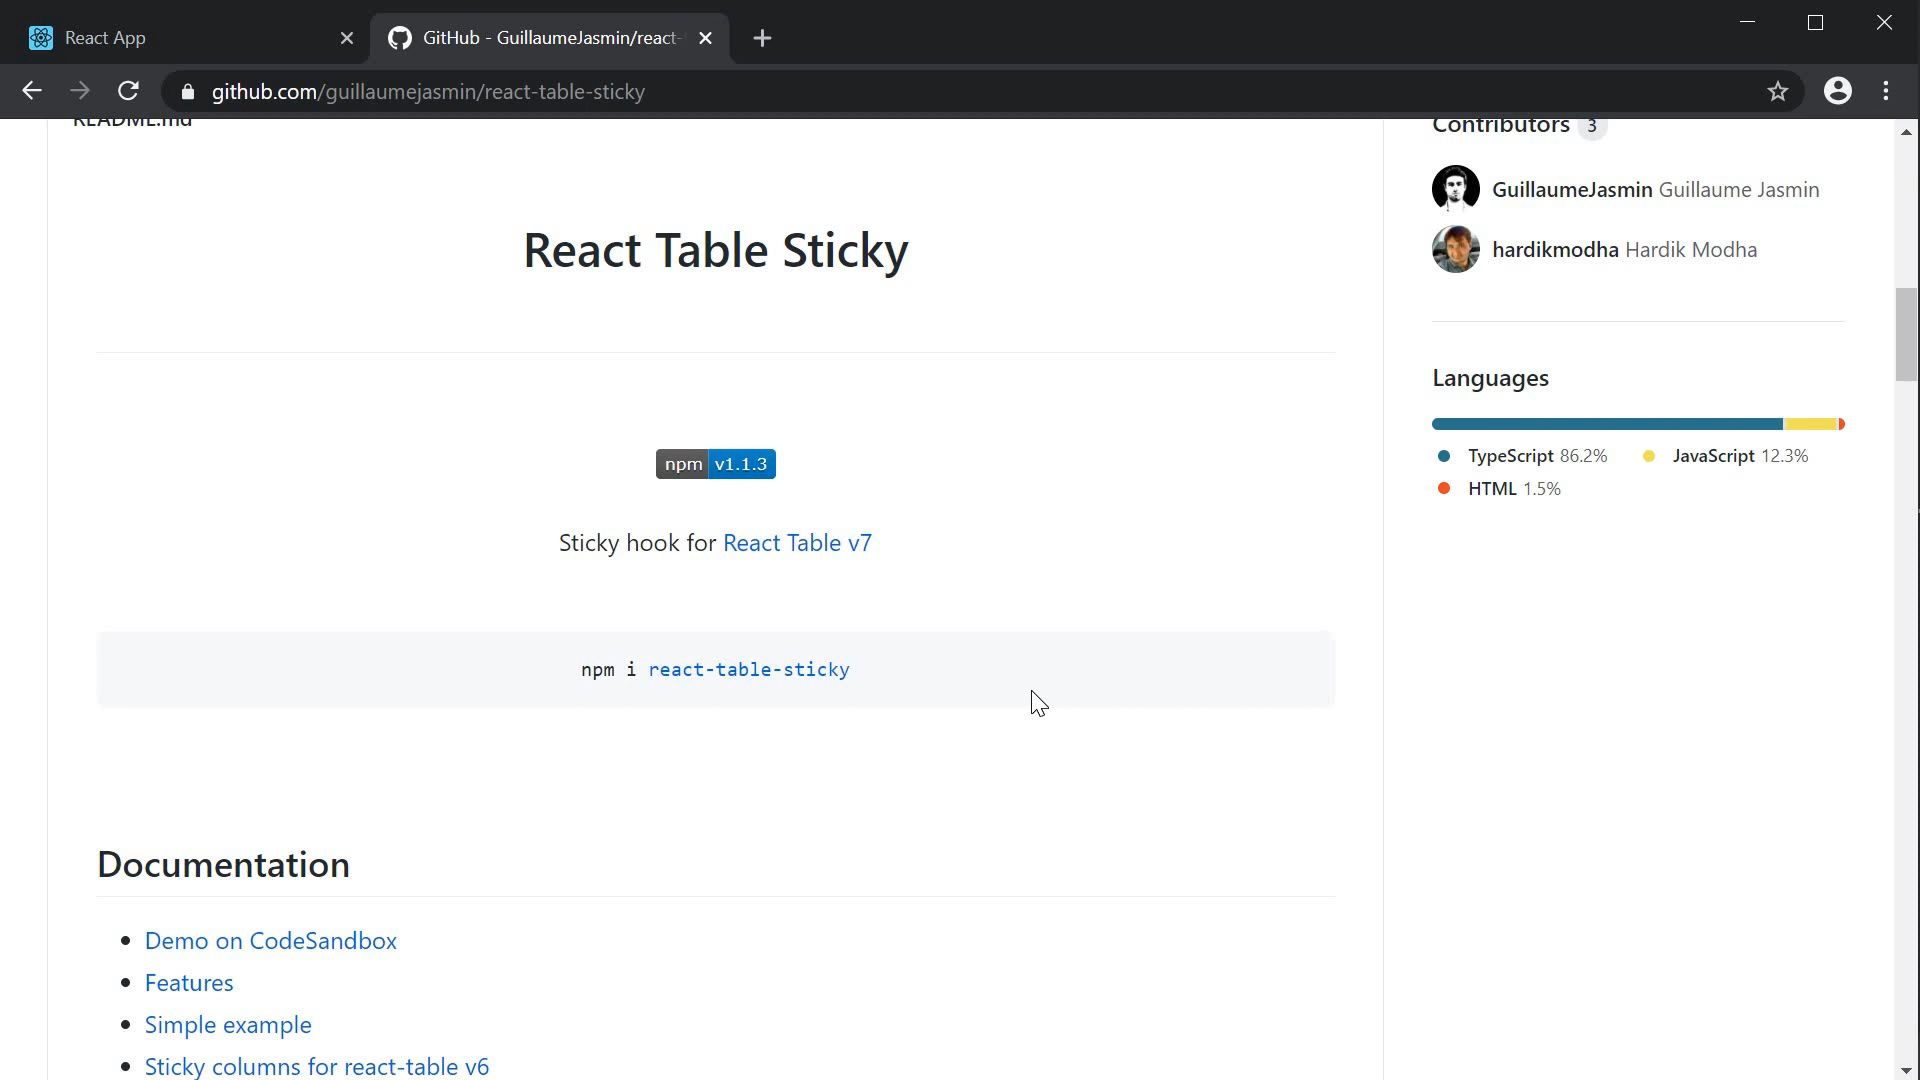 React App
GitHub - GuillaumeJasmin/react-
github.com/guillaumejasmin/react-table-sticky
README.md
Contributors 3
GuillaumeJasmin Guillaume Jasmin
React Table Sticky
hardikmodha Hardik Modha
Languages
TypeScript 86.2%
JavaScript 12.3%
npm v1.1.3
HTML 1.5%
Sticky hook for React Table v7
npm i react-table-sticky
Documentation
Demo on CodeSandbox
Features
Simple example
Sticky columns for react-table v6